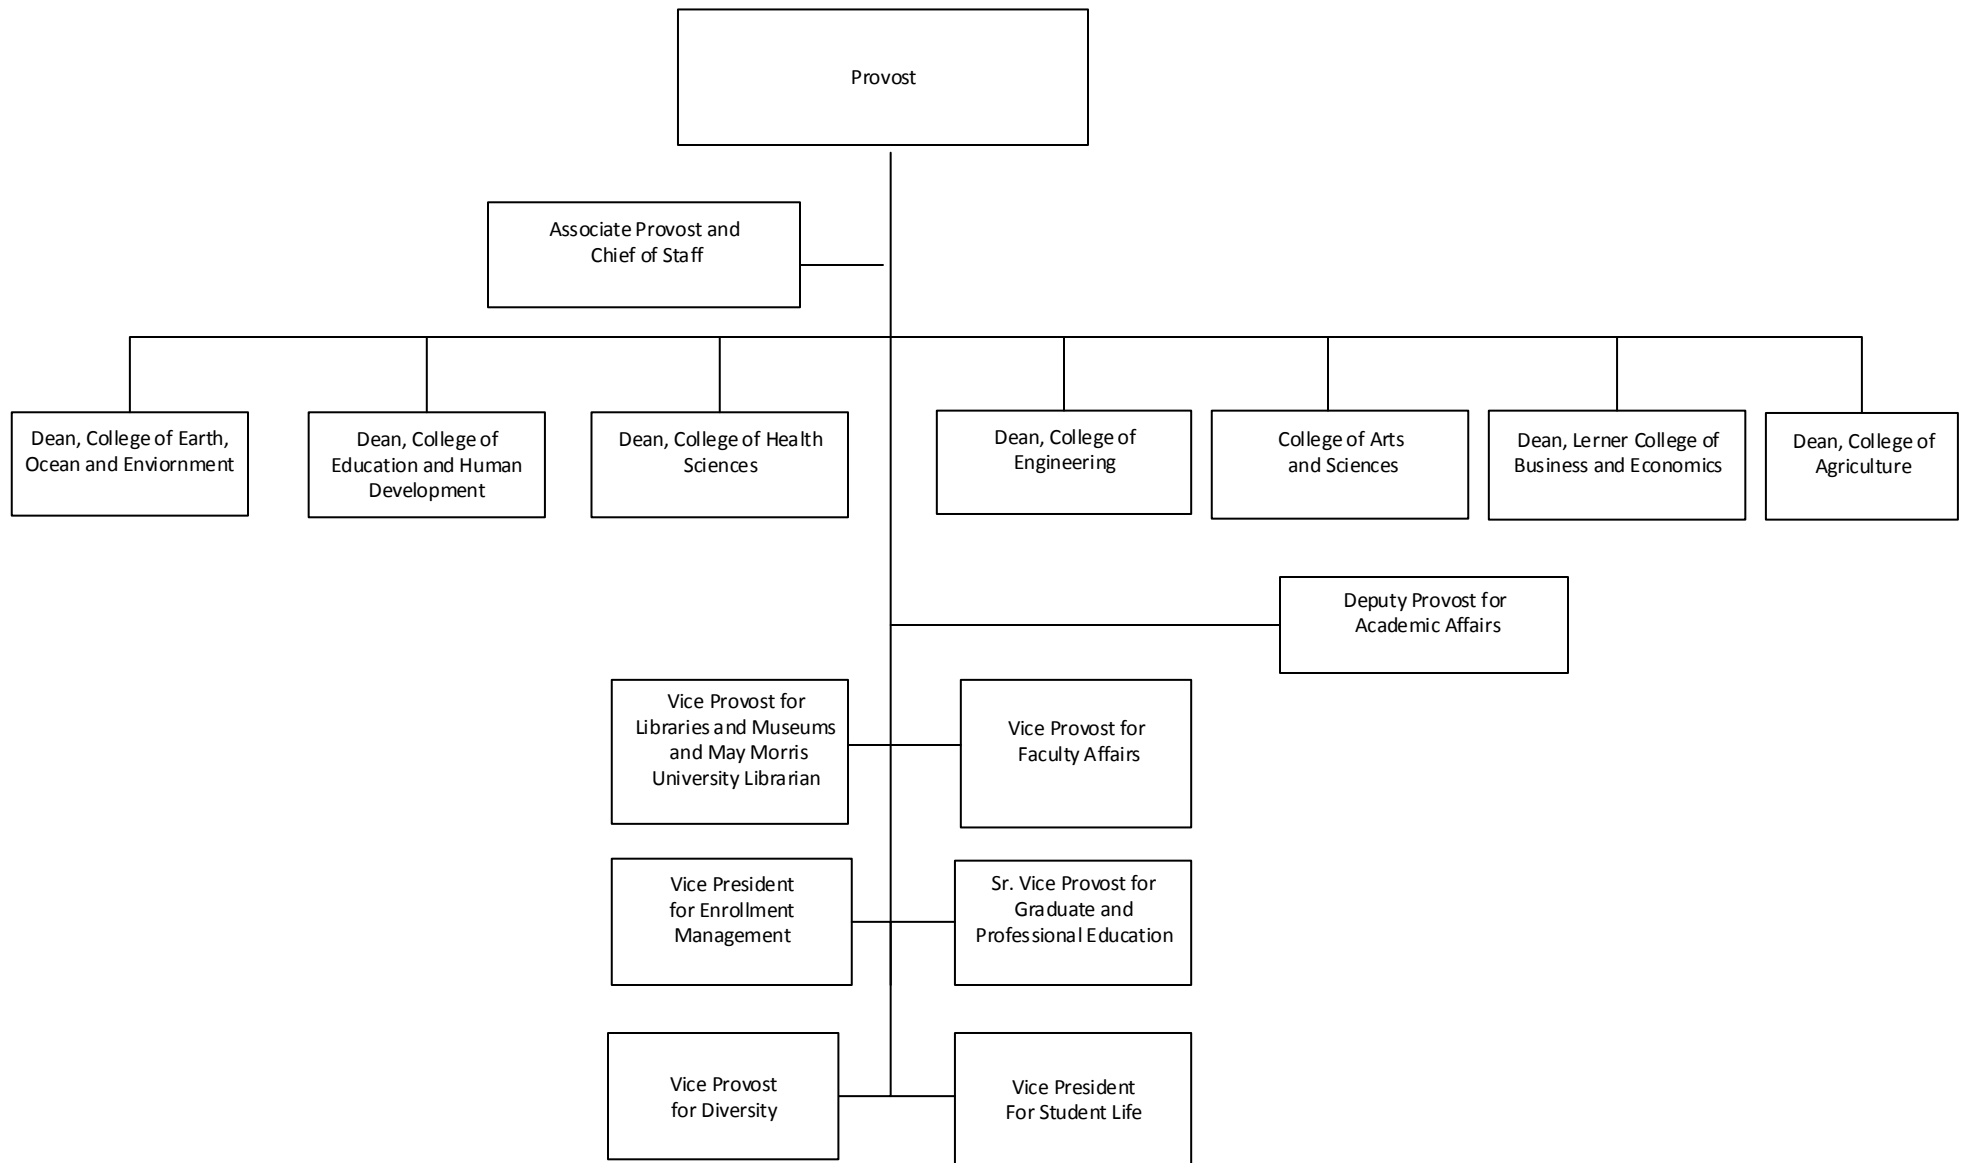 Provost
Associate Provost and
Chief of Staff
Dean, College of Earth,
Ocean and Enviornment
Dean, College of
Education and Human
Development
Dean, College of Health
Sciences
Dean, College of
Engineering
College of Arts
and Sciences
Dean, Lerner College of
Business and Economics
Dean, College of
Agriculture
Deputy Provost for
Academic Affairs
Vice Provost for
Libraries and Museums
and May Morris
University Librarian
Vice Provost for
Faculty Affairs
Vice President
for Enrollment
Management
Sr. Vice Provost for
Graduate and
Professional Education
Vice Provost
for Diversity
Vice President
For Student Life